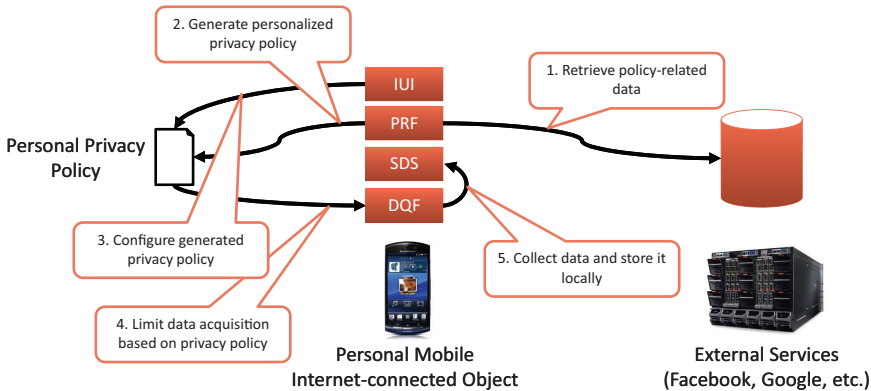 2. Generate personalized
privacy policy
1. Retrieve policy-related
data
IUI
PRF
SDS
DQF
Personal Privacy
Policy
3. Configure generated
privacy policy
4. Limit data acquisition
based on privacy policy
5. Collect data and store it
locally
Personal Mobile
Internet-connected Object
External Services
(Facebook, Google, etc.)